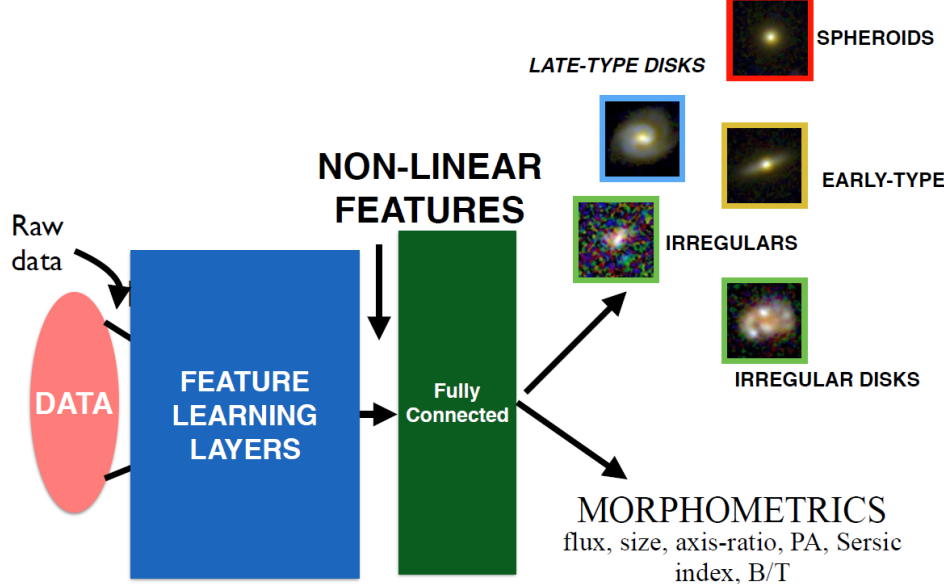 SPHEROIDS
LATE-TYPE DISKS
NON-LINEAR
FEATURES
EARLY-TYPE
Raw
data
IRREGULARS
FEATURE
LEARNING
LAYERS
DATA
Fully
Connected
IRREGULAR DISKS
MORPHOMETRICS
flux, size, axis-ratio, PA, Sersic
index, B/T